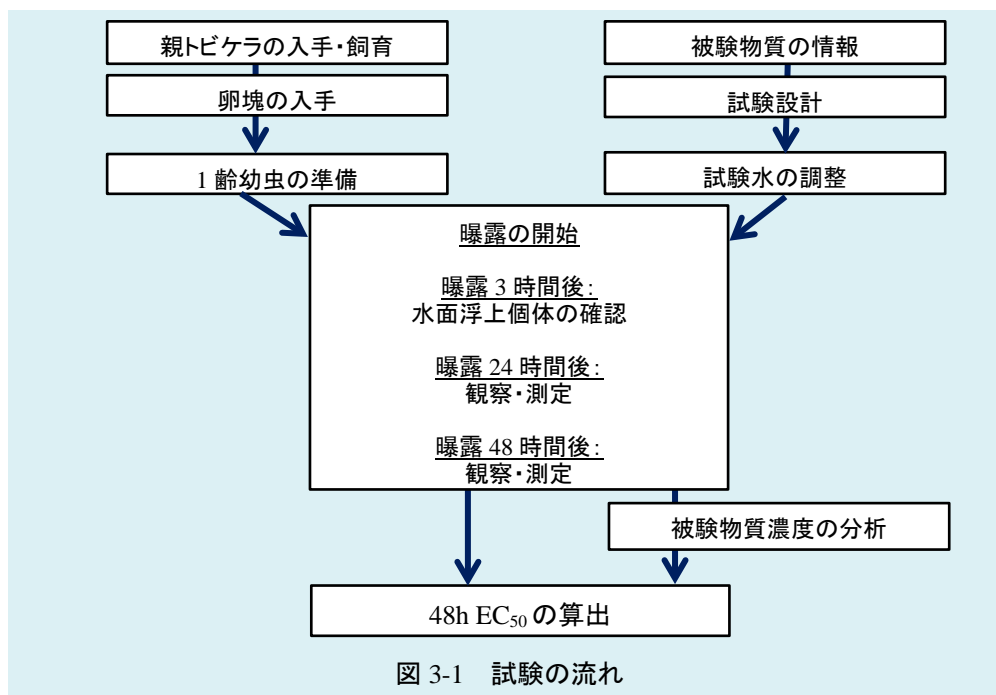 親トビケラの入手・飼育
卵塊の入手
1 齢幼虫の準備
被験物質の情報
試験設計
試験水の調整
曝露の開始
曝露 3 時間後:
水面浮上個体の確認
曝露 24 時間後:
観察・測定
曝露 48 時間後:
観察・測定
被験物質濃度の分析
48h EC50 の算出
図 3-1 試験の流れ